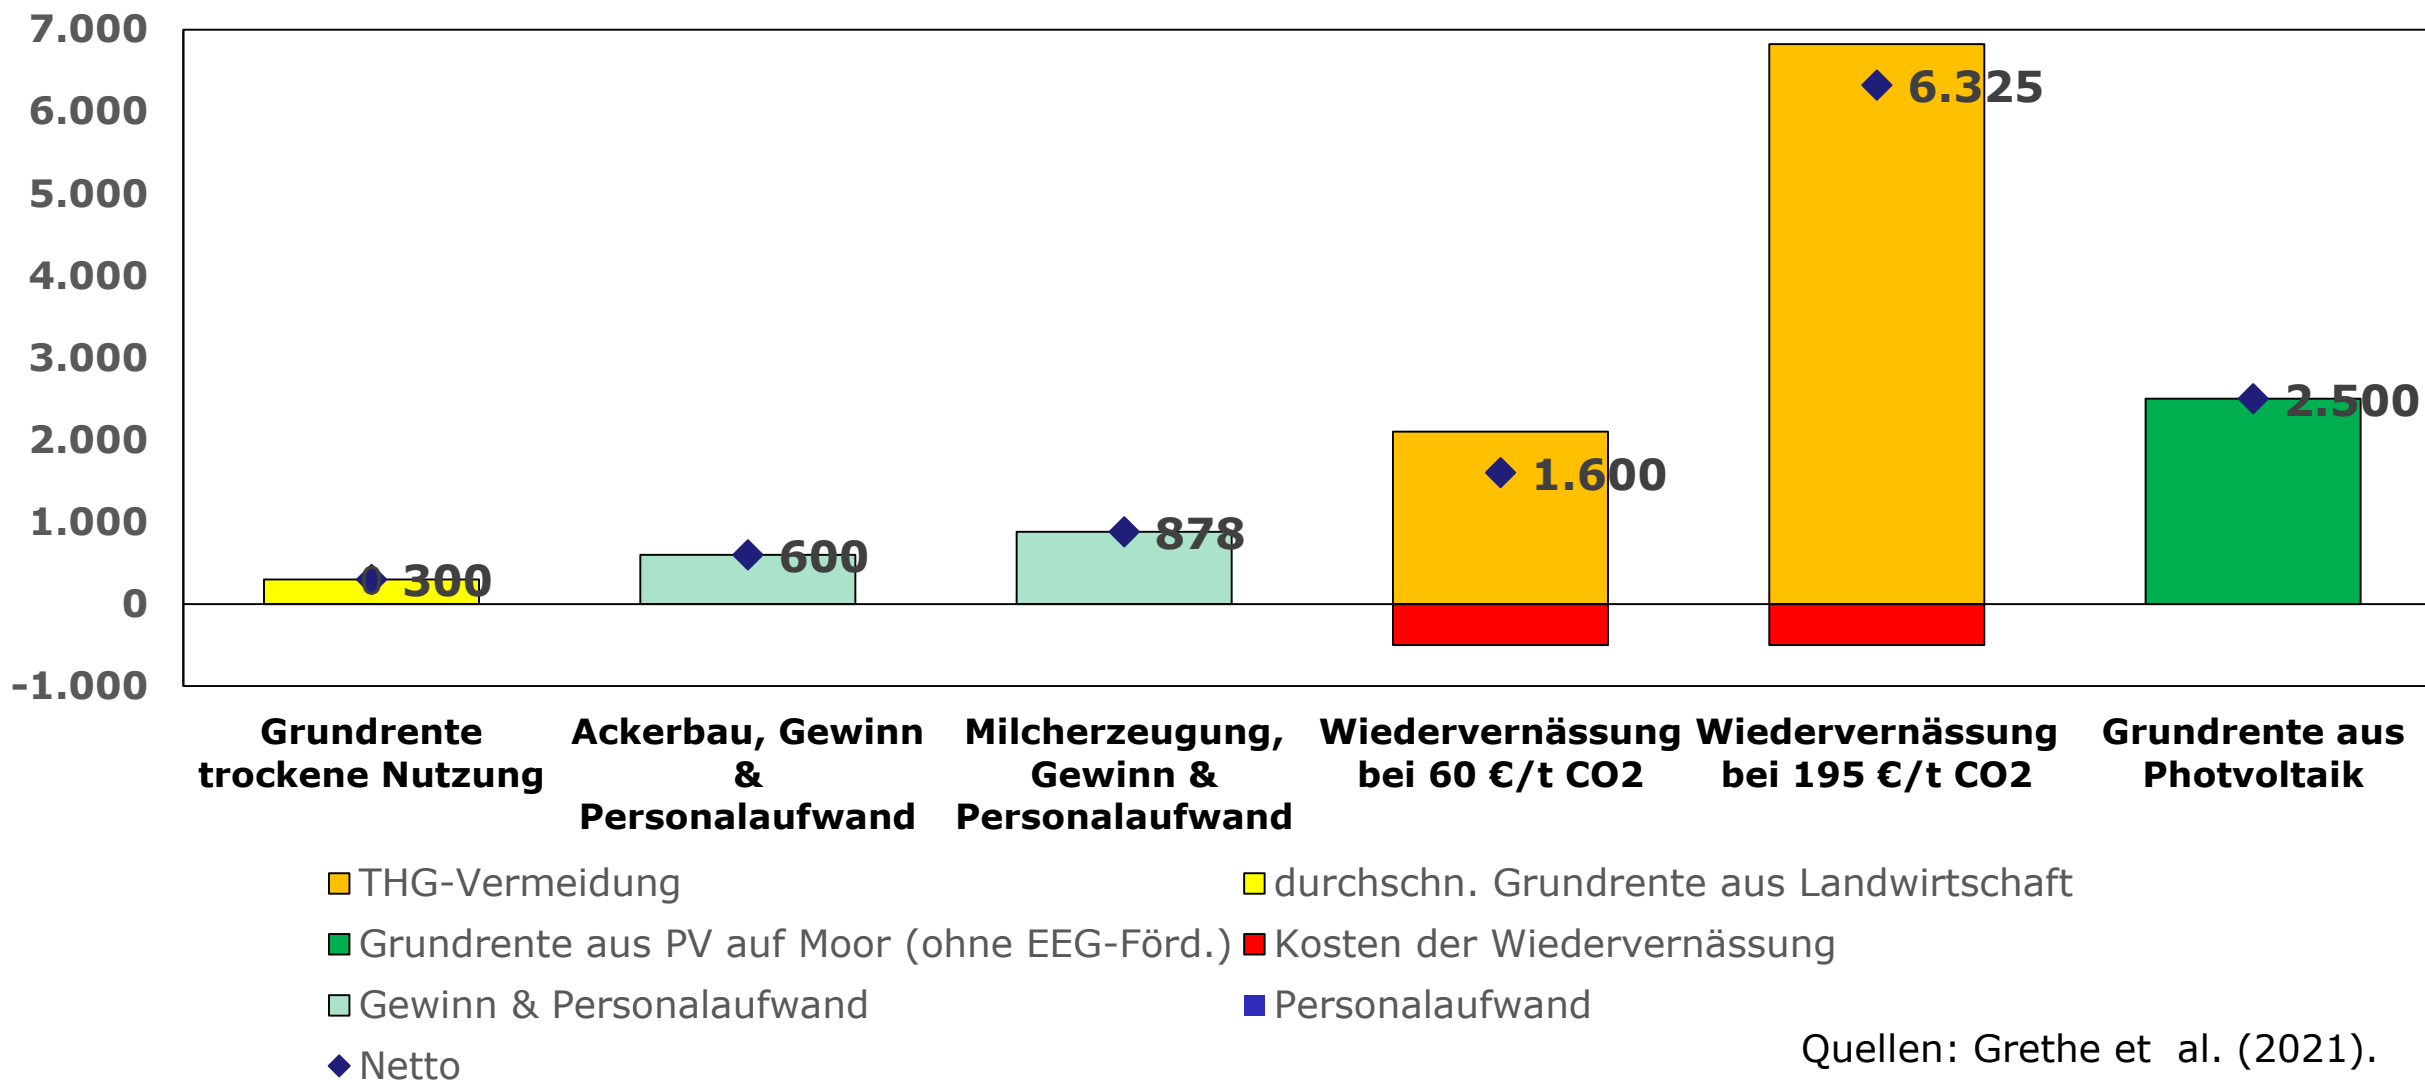 7.000
6.000
5.000
4.000
3.000
2.000
1.000
0
-1.000
0 300
600
878
1.600
6.325
2.500
Grundrente
trockene Nutzung
Ackerbau, Gewinn
&
Personalaufwand
Milcherzeugung,
Gewinn &
Personalaufwand
Wiedervernässung
bei 60 €/t CO2
Wiedervernässung
bei 195 €/t CO2
Grundrente aus
Photvoltaik
THG-Vermeidung
durchschn. Grundrente aus Landwirtschaft
Grundrente aus PV auf Moor (ohne EEG-Förd.)
Kosten der Wiedervernässung
Gewinn & Personalaufwand
Personalaufwand
Netto
Quellen: Grethe et al. (2021).